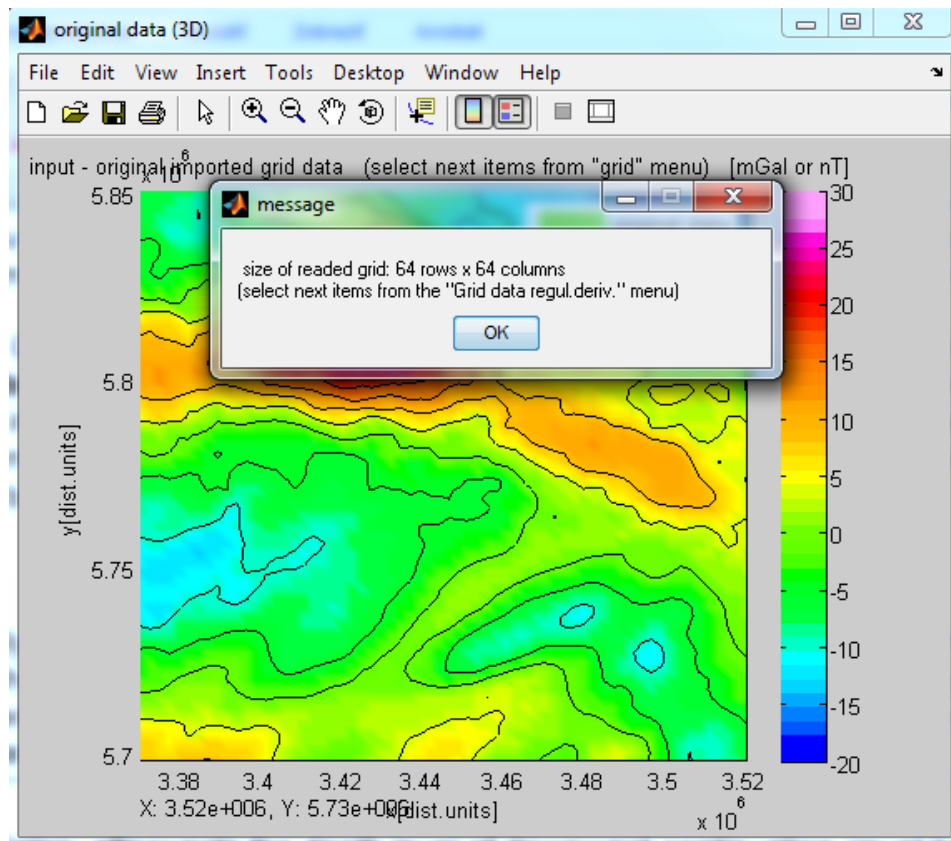 original data (3D)
File Edit View Insert Tools Desktop Window Help
input - original imported grid data (select next items from "grid" menu) [mGal or nT]
x 10^6
message
size of readed grid: 64 rows x 64 columns
(select next items from the "Grid data regul.deriv." menu)
OK
5.85
5.8
5.75
5.7
y[dist.units]
30
25
20
15
10
5
0
-5
-10
-15
-20
3.38 3.4 3.42 3.44 3.46 3.48 3.5 3.52
X: 3.52e+006, Y: 5.73e+006
x[dist.units]
x 10^6